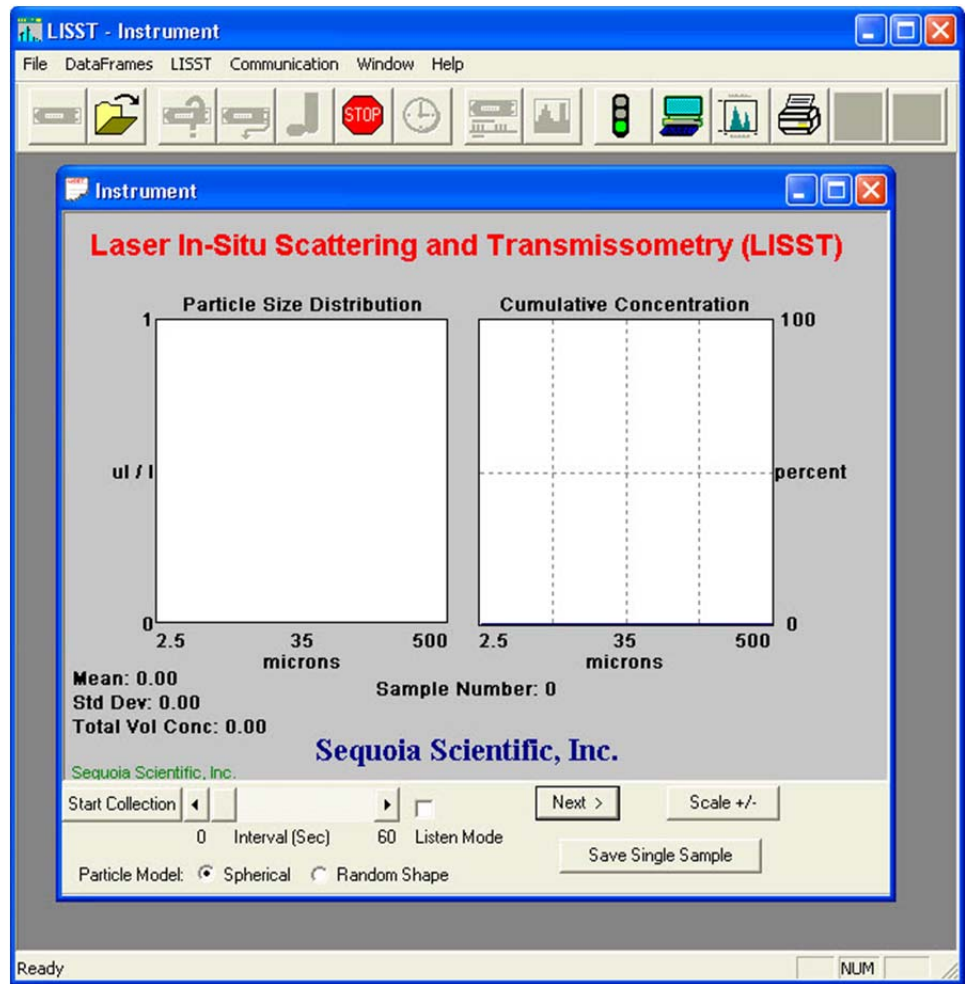 LISST - Instrument
File DataFrames LISST Communication Window Help
STOP
Instrument
Laser In-Situ Scattering and Transmissometry (LISST)
Particle Size Distribution
Cumulative Concentration
1
100
ul / l
percent
0
0
2.5 35 500
2.5 35 500
microns
microns
Mean: 0.00
Sample Number: 0
Std Dev: 0.00
Total Vol Conc: 0.00
Sequoia Scientific, Inc.
Sequoia Scientific, Inc.
Start Collection
Next >
Scale +/-
0 Interval (Sec) 60 Listen Mode
Save Single Sample
Particle Model: Spherical Random Shape
Ready
NUM